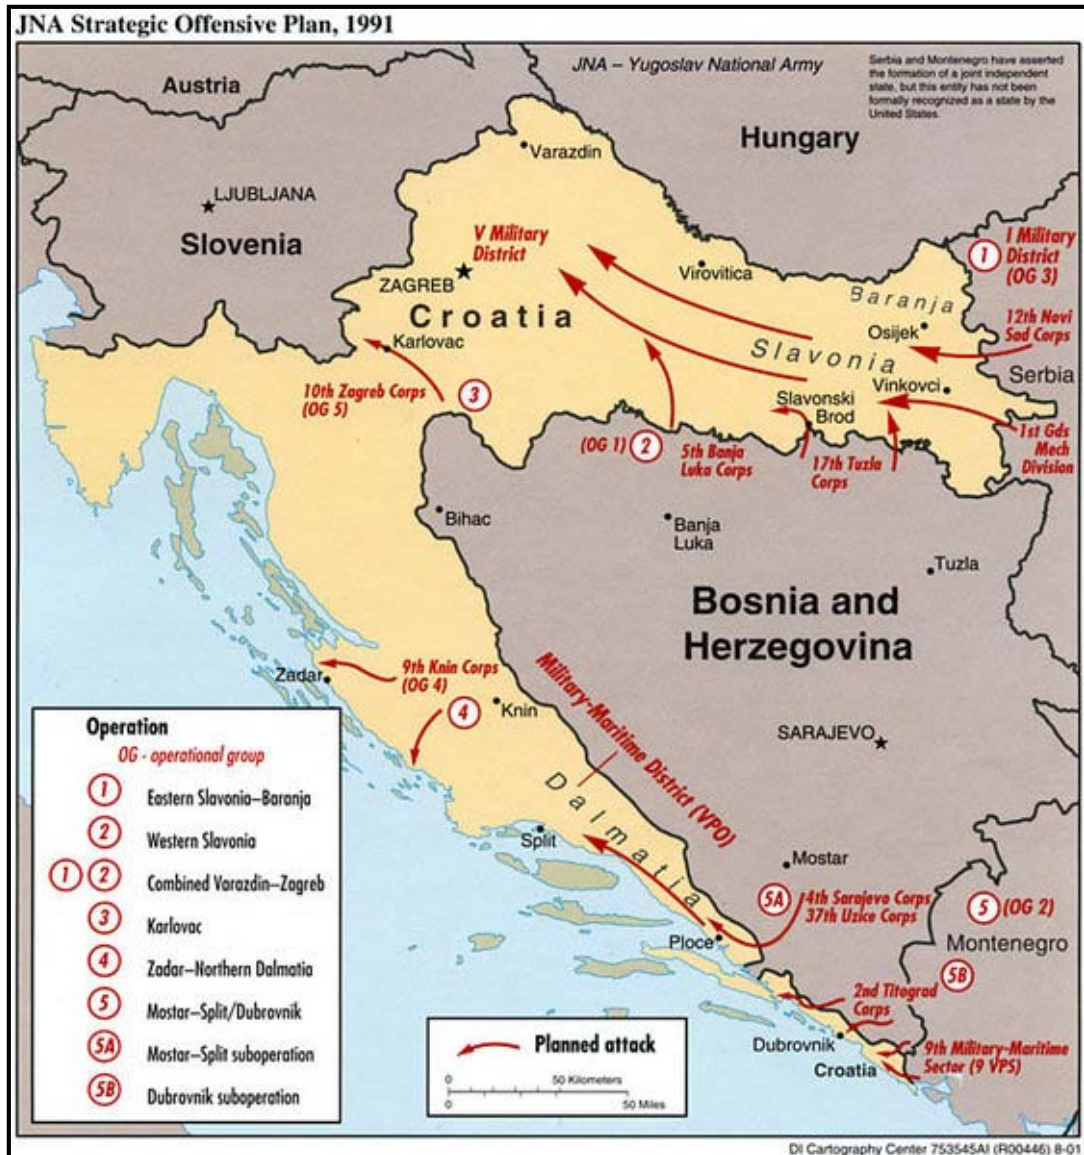 JNA Strategic Offensive Plan, 1991
JNA – Yugoslav National Army
Serbia and Montenegro have asserted
the formation of a joint independent
state, but this entity has not been
formally recognized as a state by the
United States.
Austria
Hungary
Varazdin
LJUBLJANA
Slovenia
V Military
District
ZAGREB
Croatia
Virovitica
1
I Military
District
(OG 3)
Baranja
Osijek
12th Novi
Sad Corps
Slavonia
Serbia
Karlovac
Vinkovci
10th Zagreb Corps
(OG 5)
3
Slavonski
Brod
(OG 1)
2
5th Banja
Luka Corps
17th Tuzla
Corps
1st Gds
Mech
Division
Bihac
Banja
Luka
Tuzla
Bosnia and
Herzegovina
Zadar
9th Knin Corps
(OG 4)
4
Knin
Military-Maritime District (VPO)
SARAJEVO
Dalmatia
Split
Mostar
5A
4th Sarajevo Corps
37th Uzice Corps
5
(OG 2)
Ploce
Montenegro
5B
2nd Titograd
Corps
Dubrovnik
Croatia
9th Military-Maritime
Sector (9 VPS)
Operation
OG - operational group
1 Eastern Slavonia–Baranja
2 Western Slavonia
1 2 Combined Varazdin–Zagreb
3 Karlovac
4 Zadar–Northern Dalmatia
5 Mostar–Split/Dubrovnik
5A Mostar–Split suboperation
5B Dubrovnik suboperation
Planned attack
0 50 Kilometers
0 50 Miles
DI Cartography Center 753545AI (R00446) 8-01